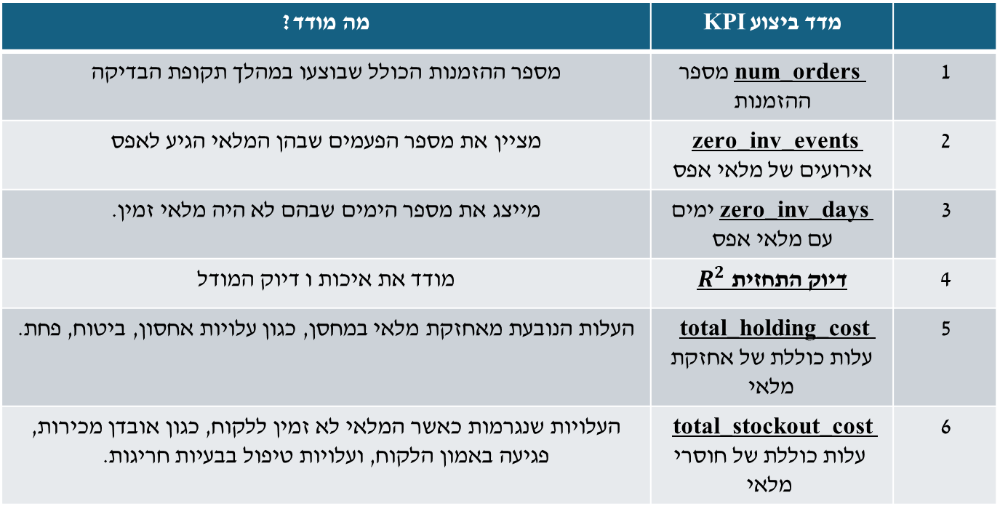 מדד ביצוע KPI
מה מודד?
1
num_orders מספר
ההזמנות
מספר ההזמנות הכולל שבוצעו במהלך תקופת הבדיקה
2
zero_inv_events
אירועים של מלאי אפס
מציין את מספר הפעמים שבהן המלאי הגיע לאפס
3
zero_inv_days ימים
עם מלאי אפס
מייצג את מספר הימים שבהם לא היה מלאי זמין.
4
דיוק התחזית R²
מודד את איכות ו דיוק המודל
5
total_holding_cost
עלות כוללת של אחזקת
מלאי
העלות הנובעת מאחזקת מלאי במחסן, כגון עלויות אחסון, ביטוח, פחת.
6
total_stockout_cost
עלות כוללת של חוסרי
מלאי
העלויות שנגרמות כאשר המלאי לא זמין ללקוח, כגון אובדן מכירות,
פגיעה באמון הלקוח, ועלויות טיפול בבעיות חריגות.